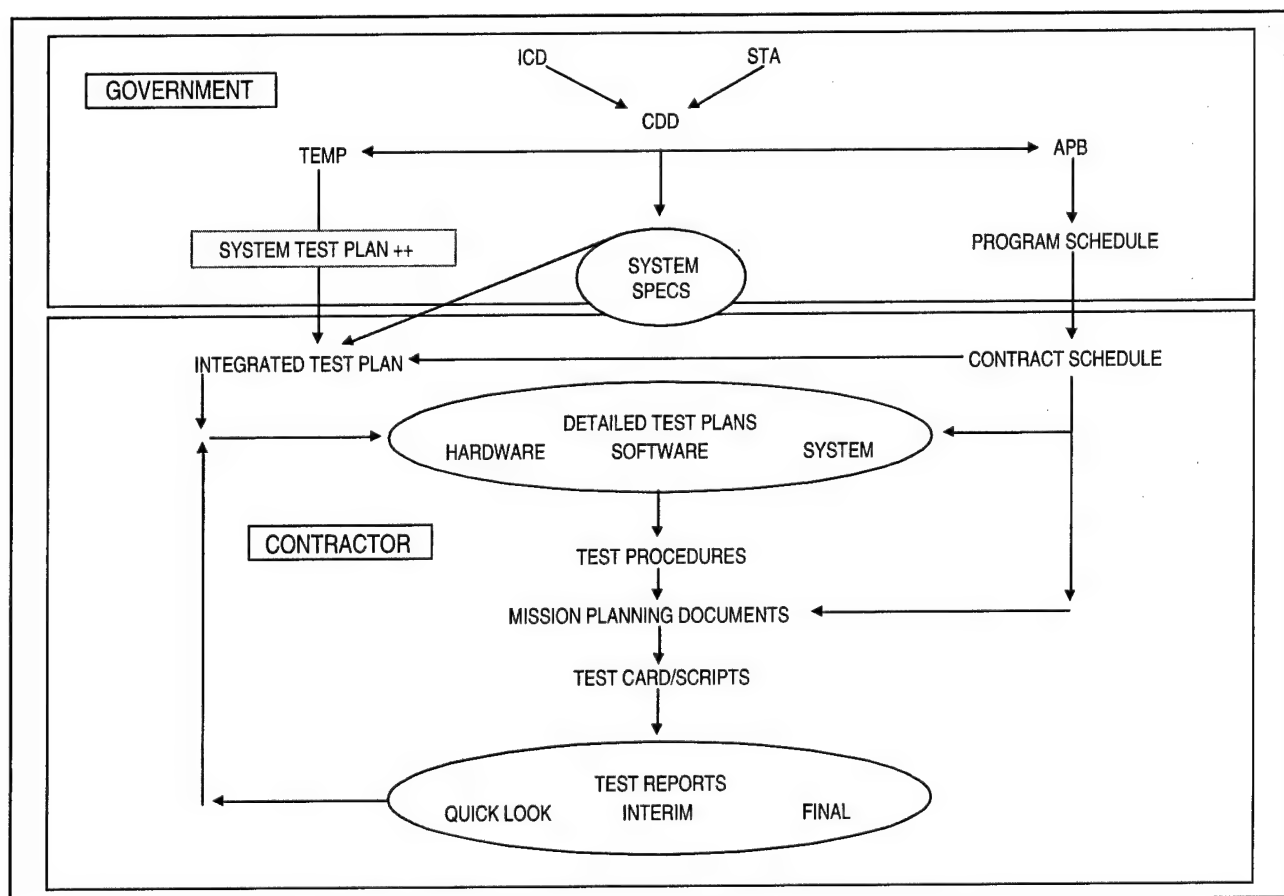 ICD
STA
GOVERNMENT
CDD
TEMP
APB
SYSTEM TEST PLAN ++
SYSTEM
SPECS
PROGRAM SCHEDULE
INTEGRATED TEST PLAN
CONTRACT SCHEDULE
DETAILED TEST PLANS
HARDWARE
SOFTWARE
SYSTEM
CONTRACTOR
TEST PROCEDURES
MISSION PLANNING DOCUMENTS
TEST CARD/SCRIPTS
TEST REPORTS
QUICK LOOK
INTERIM
FINAL